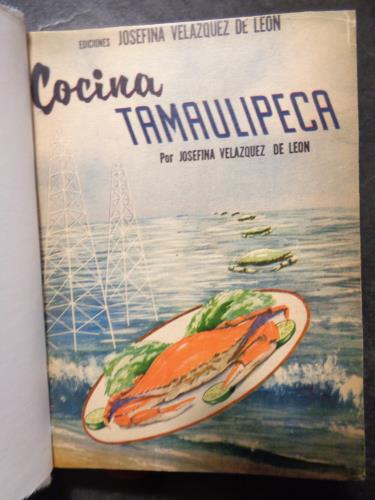 EDICIONES JOSEFINA VELAZQUEZ DE LEON
Cocina
TAMAULIPECA
Por JOSEFINA VELAZQUEZ DE LEON